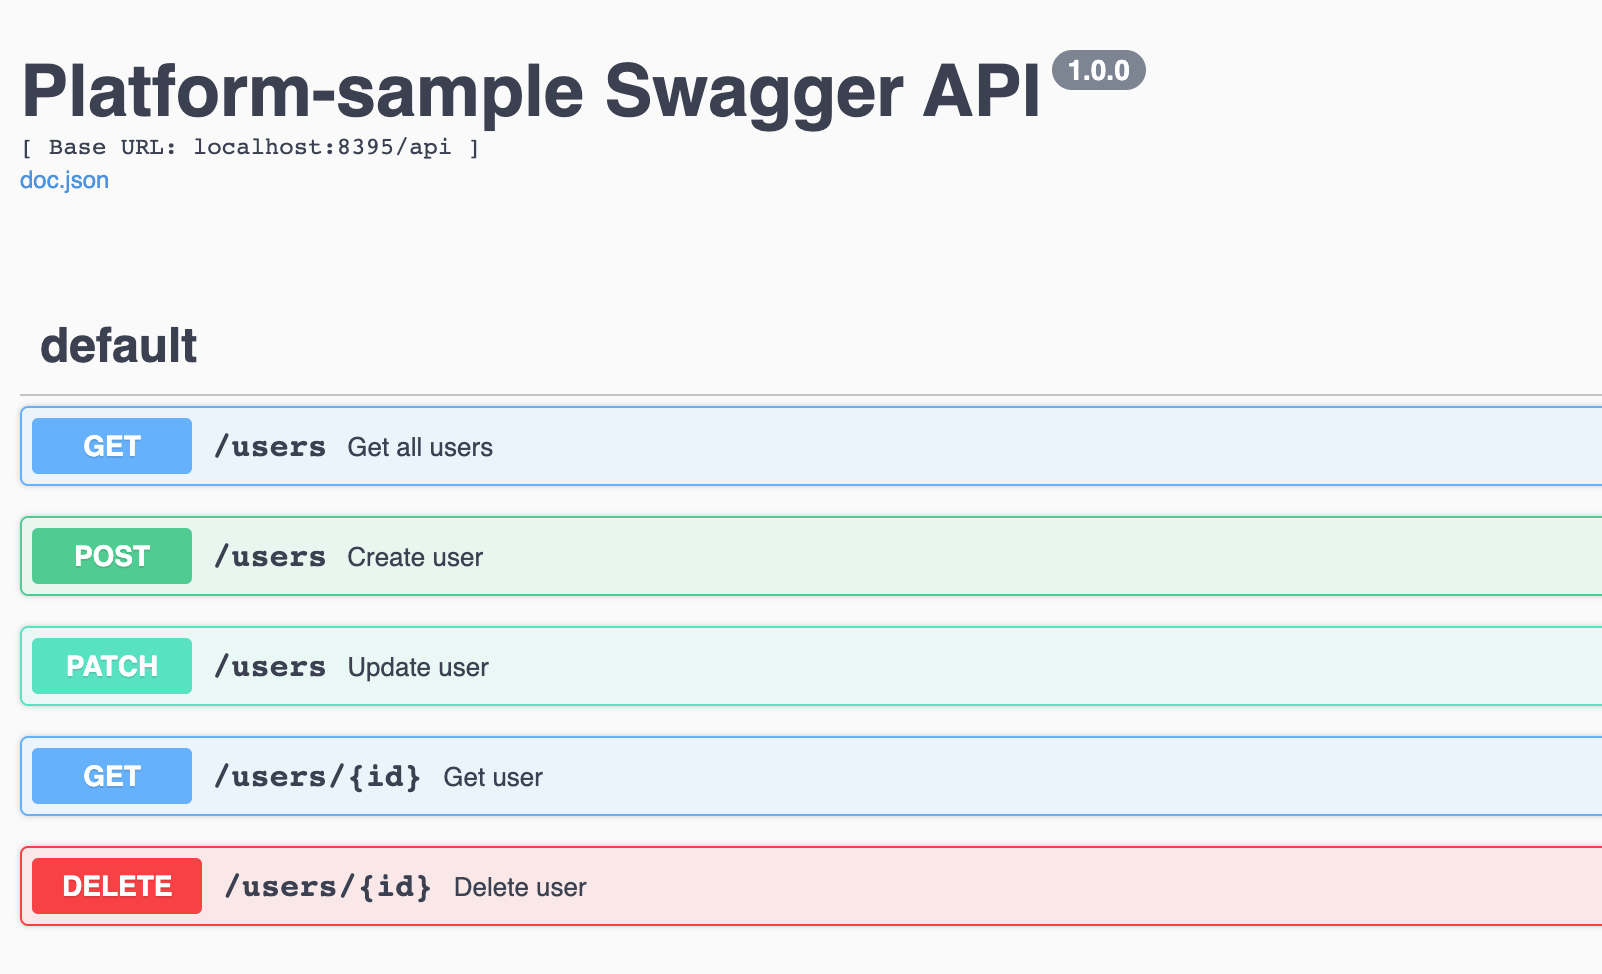 Platform-sample Swagger API 1.0.0
[ Base URL: localhost:8395/api ]
doc.json
default
GET /users Get all users
POST /users Create user
PATCH /users Update user
GET /users/{id} Get user
DELETE /users/{id} Delete user